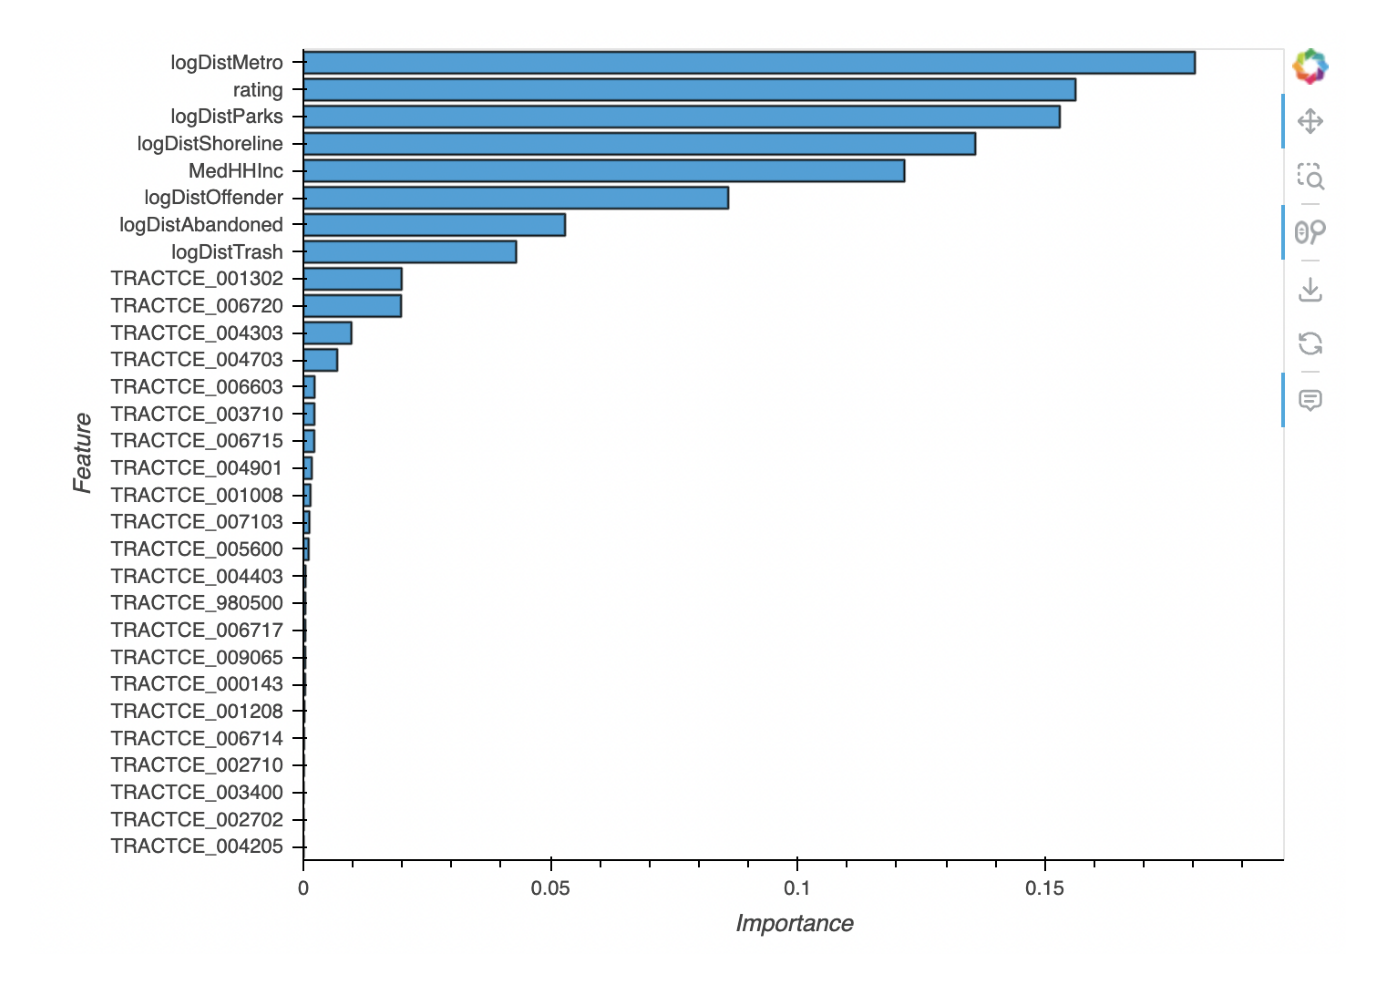 logDistMetro
rating
logDistParks
logDistShoreline
MedHHInc
logDistOffender
logDistAbandoned
logDistTrash
TRACTCE_001302
TRACTCE_006720
TRACTCE_004303
TRACTCE_004703
TRACTCE_006603
TRACTCE_003710
TRACTCE_006715
TRACTCE_004901
TRACTCE_001008
TRACTCE_007103
TRACTCE_005600
TRACTCE_004403
TRACTCE_980500
TRACTCE_006717
TRACTCE_009065
TRACTCE_000143
TRACTCE_001208
TRACTCE_006714
TRACTCE_002710
TRACTCE_003400
TRACTCE_002702
TRACTCE_004205
Feature
0 0.05 0.1 0.15
Importance